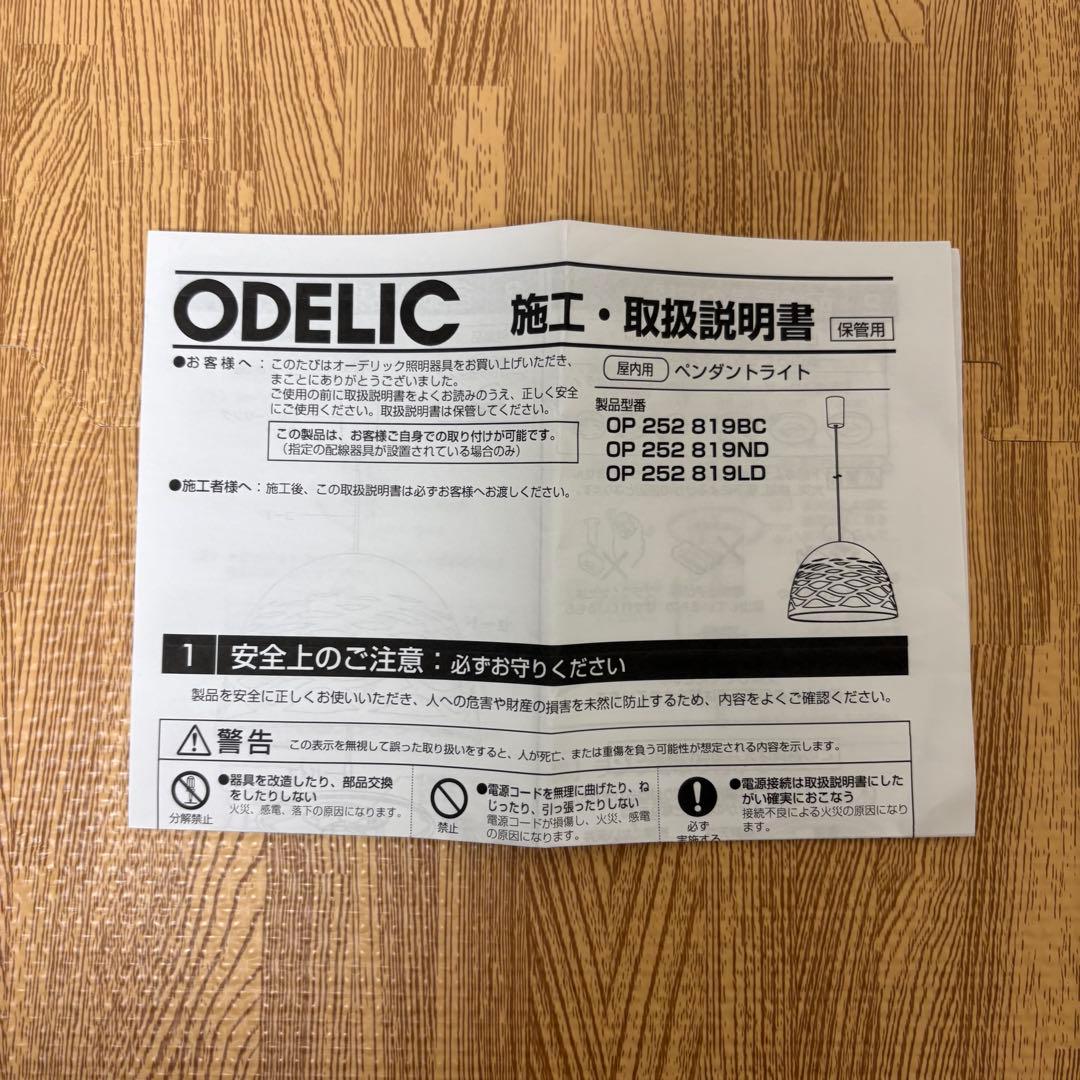 ODELIC 施工・取扱説明書 保管用
●お客様へ：このたびはオーデリック照明器具をお買い上げいただき、
まことにありがとうございました。
ご使用の前に取扱説明書をよくお読みのうえ、正しく安全
にご使用ください。取扱説明書は保管してください。
この製品は、お客様ご自身での取り付けが可能です。
（指定の配線器具が設置されている場合のみ）
●施工者様へ：施工後、この取扱説明書は必ずお客様へお渡しください。
屋内用 ペンダントライト
製品型番
OP 252 819BC
OP 252 819ND
OP 252 819LD
1 安全上のご注意：必ずお守りください
製品を安全に正しくお使いいただき、人への危害や財産の損害を未然に防止するため、内容をよくご確認ください。
警告 この表示を無視して誤った取り扱いをすると、人が死亡、または重傷を負う可能性が想定される内容を示します。
分解禁止
●器具を改造したり、部品交換
をしたりしない
火災、感電、落下の原因になります。
禁止
●電源コードを無理に曲げたり、ね
じったり、引っ張ったりしない
電源コードが損傷し、火災、感電
の原因になります。
必ず
実施する
●電源接続は取扱説明書にした
がい確実におこなう
接続不良による火災の原因になり
ます。